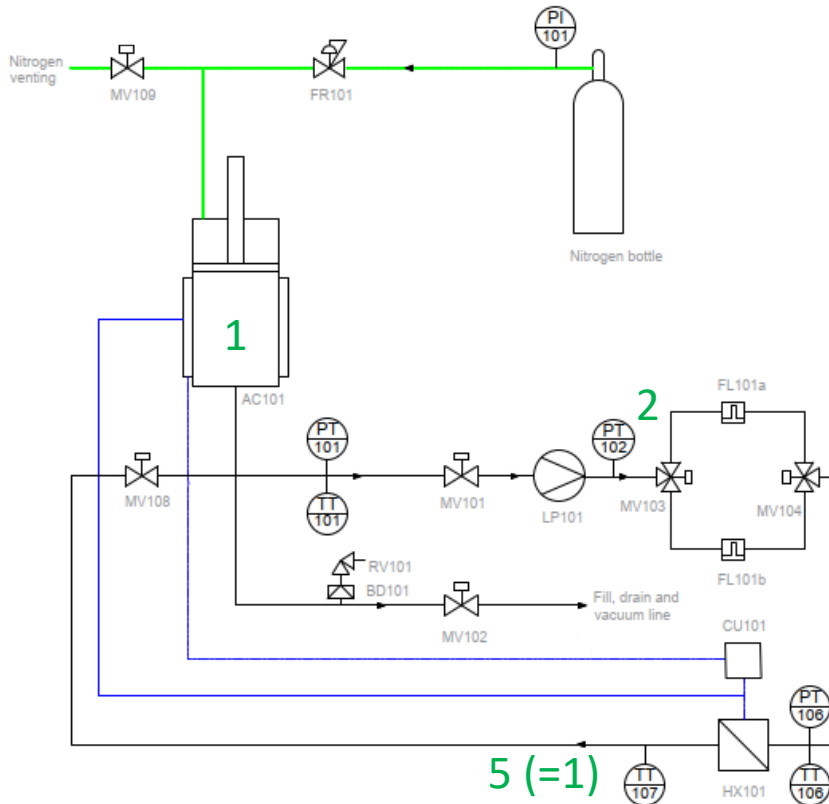 PI
101
Nitrogen
venting
MV109
FR101
Nitrogen bottle
1
AC101
2
FL101a
PT
101
PT
102
MV108
TT
101
MV101
LP101
MV103
MV104
RV101
BD101
FL101b
Fill, drain and
vacuum line
MV102
CU101
PT
106
5 (=1)
TT
107
HX101
TT
106